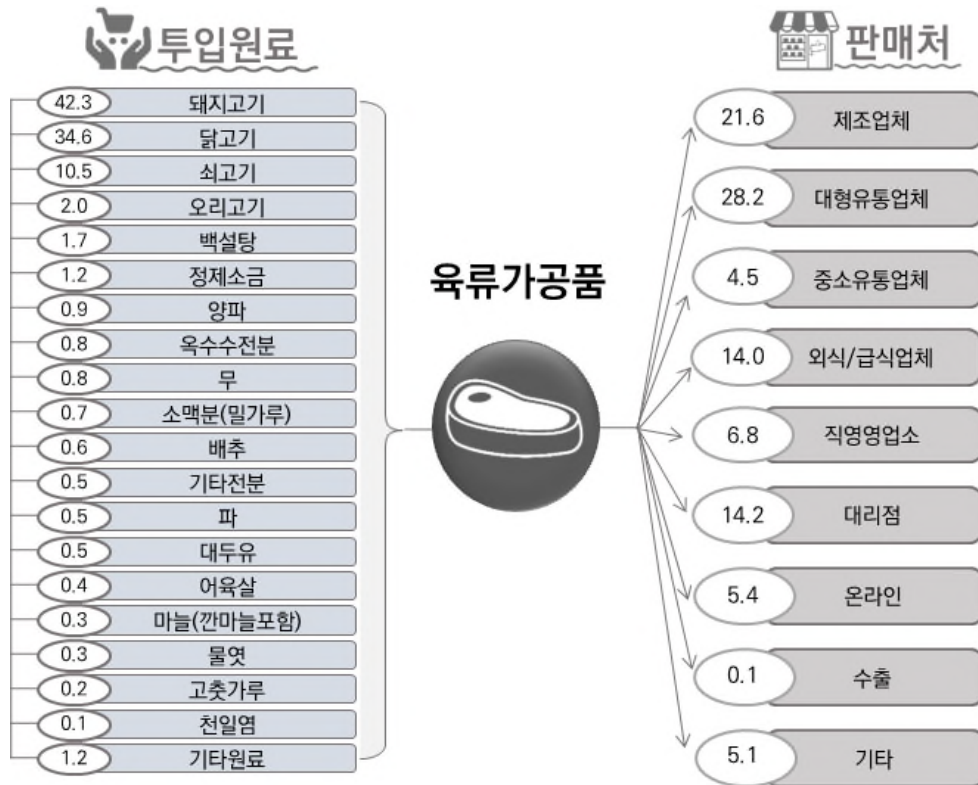 투입원료
42.3 돼지고기
34.6 닭고기
10.5 쇠고기
2.0 오리고기
1.7 백설탕
1.2 정제소금
0.9 양파
0.8 옥수수전분
0.8 무
0.7 소맥분(밀가루)
0.6 배추
0.5 기타전분
0.5 파
0.5 대두유
0.4 어육살
0.3 마늘(깐마늘포함)
0.3 물엿
0.2 고춧가루
0.1 천일염
1.2 기타원료
육류가공품
판매처
21.6 제조업체
28.2 대형유통업체
4.5 중소유통업체
14.0 외식/급식업체
6.8 직영영업소
14.2 대리점
5.4 온라인
0.1 수출
5.1 기타